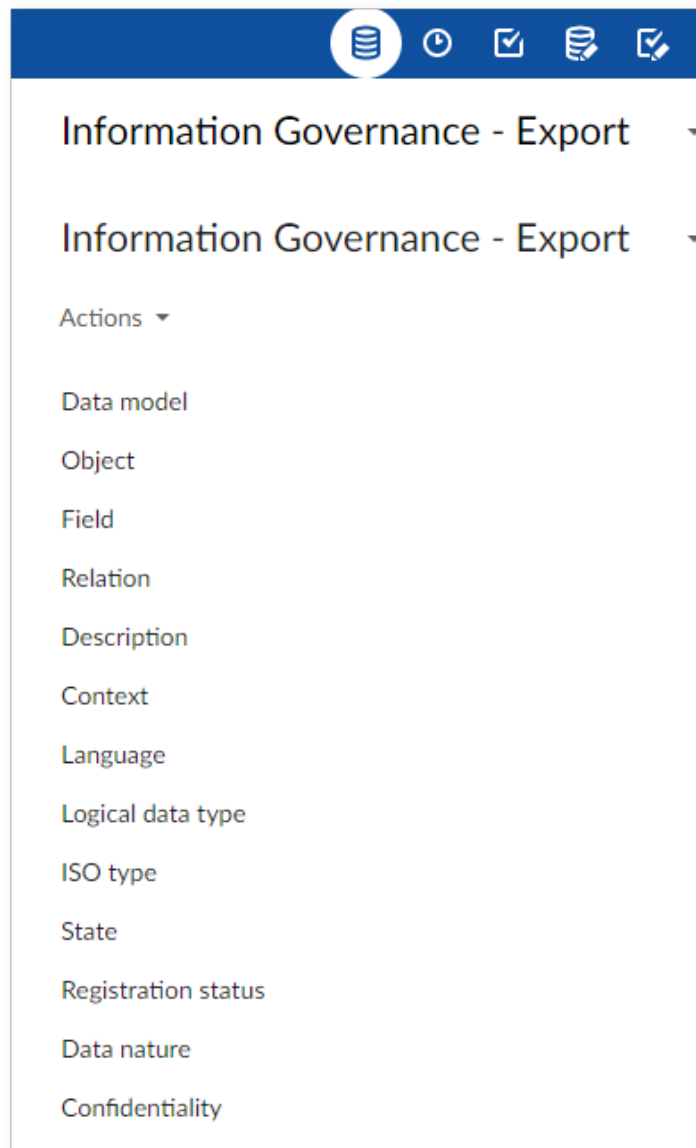 Information Governance - Export
Information Governance - Export
Actions
Data model
Object
Field
Relation
Description
Context
Language
Logical data type
ISO type
State
Registration status
Data nature
Confidentiality